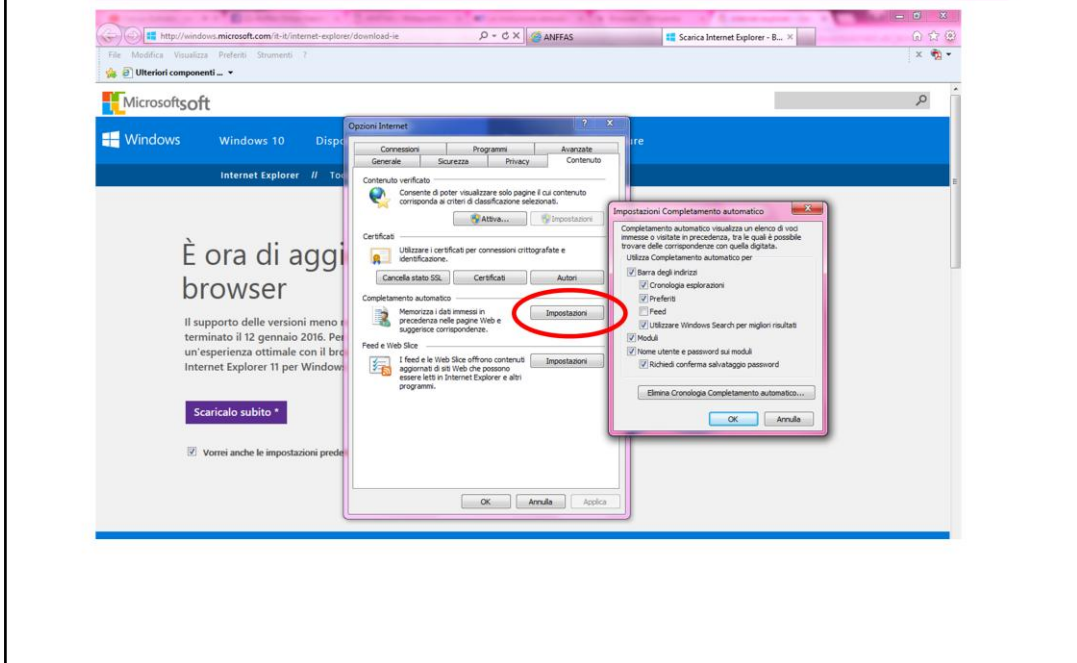 http://windows.microsoft.com/it-it/internet-explorer/download-ie
ANFFAS
Scarica Internet Explorer - B...
File Modifica Visualizza Preferiti Strumenti ?
Ulteriori componenti ...
Microsoftsoft
Windows Windows 10 Dispo
ure
Internet Explorer // Too
È ora di aggi
browser
Il supporto delle versioni meno r
terminato il 12 gennaio 2016. Per
un'esperienza ottimale con il bro
Internet Explorer 11 per Window
Scaricalo subito *
Vorrei anche le impostazioni prede
Opzioni Internet
Connessioni Programmi Avanzate
Generale Sicurezza Privacy Contenuto
Contenuto verificato
Consente di poter visualizzare solo pagine il cui contenuto
corrisponda ai criteri di classificazione selezionati.
Attiva... Impostazioni
Certificati
Utilizzare i certificati per connessioni crittografate e
identificazione.
Cancella stato SSL Certificati Autori
Completamento automatico
Memorizza i dati immessi in
precedenza nelle pagine Web e
suggerisce corrispondenze.
Impostazioni
Feed e Web Slice
I feed e le Web Slice offrono contenuti
aggiornati di siti Web che possono
essere letti in Internet Explorer e altri
programmi.
Impostazioni
OK Annulla Applica
Impostazioni Completamento automatico
Completamento automatico visualizza un elenco di voci
immesse o visitate in precedenza, tra le quali è possibile
trovare delle corrispondenze con quella digitata.
Utilizza Completamento automatico per
Barra degli indirizzi
Cronologia esplorazioni
Preferiti
Feed
Utilizzare Windows Search per migliori risultati
Moduli
Nome utente e password sui moduli
Richiedi conferma salvataggio password
Elimina Cronologia Completamento automatico...
OK Annulla